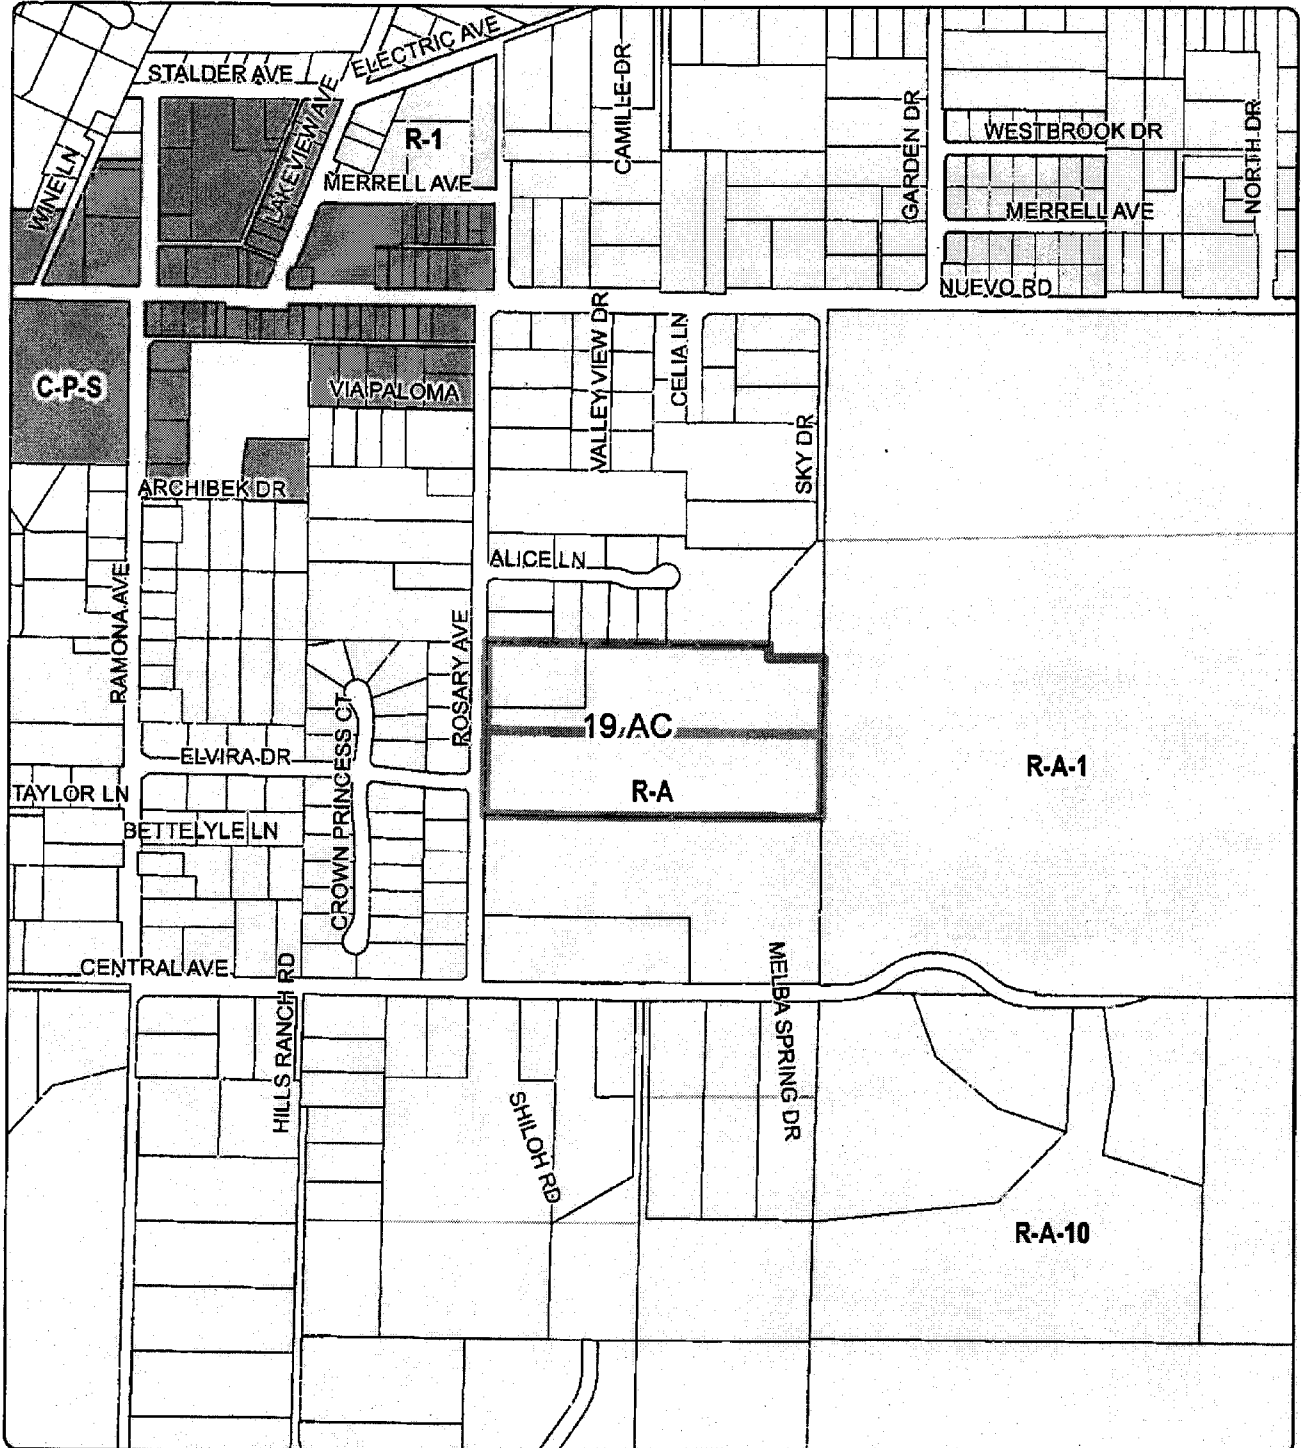 ELECTRIC AVE
STALDER AVE
CAMILLE DR
LAKEVIEW AVE
GARDEN DR
WESTBROOK DR
NORTH DR
R-1
WINE LN
MERRELL AVE
MERRELL AVE
NUEVO RD
VALLEY VIEW DR
CELIA LN
C-P-S
VIA PALOMA
SKY DR
ARCHIBEK DR
ALICE LN
RAMONA AVE
ROSARY AVE
CROWN PRINCESS CT
19 AC
ELVIRA DR
R-A-1
TAYLOR LN
R-A
BETTELYLE LN
CENTRAL AVE
HILLS RANCH RD
MELBA SPRING DR
SHILOH RD
R-A-10